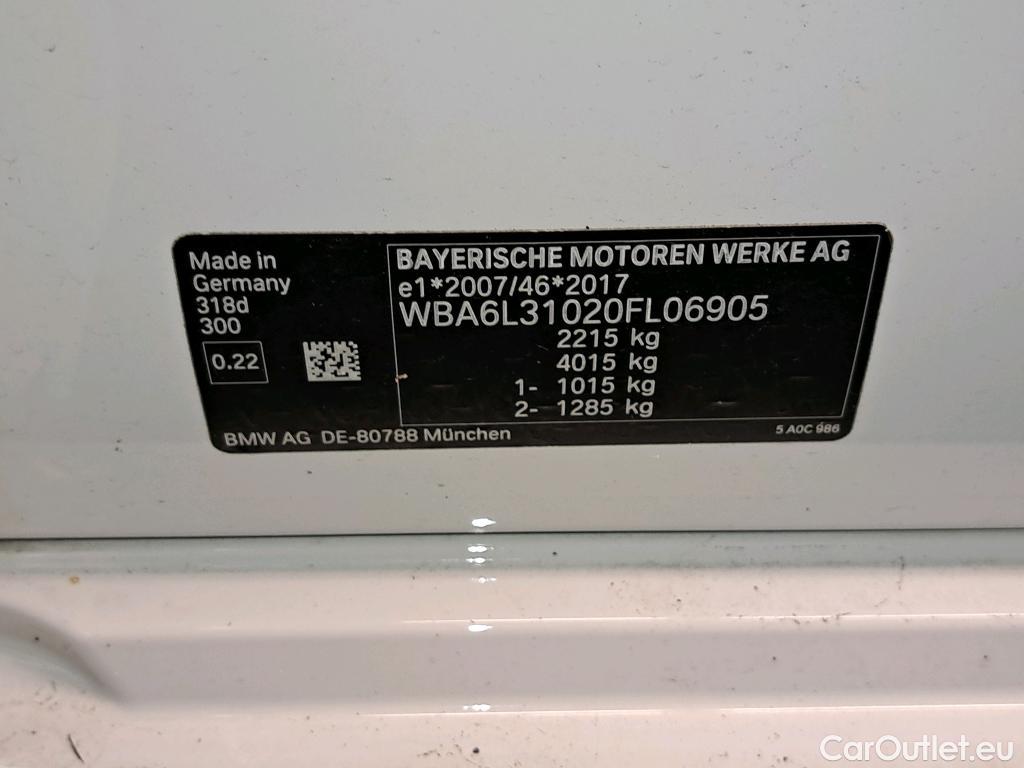 Made in
Germany
318d
300
0.22
BAYERISCHE MOTOREN WERKE AG
e1*2007/46*2017
WBA6L31020FL06905
2215 kg
4015 kg
1- 1015 kg
2- 1285 kg
BMW AG DE-80788 München
5 A0C 986
CarOutlet.eu